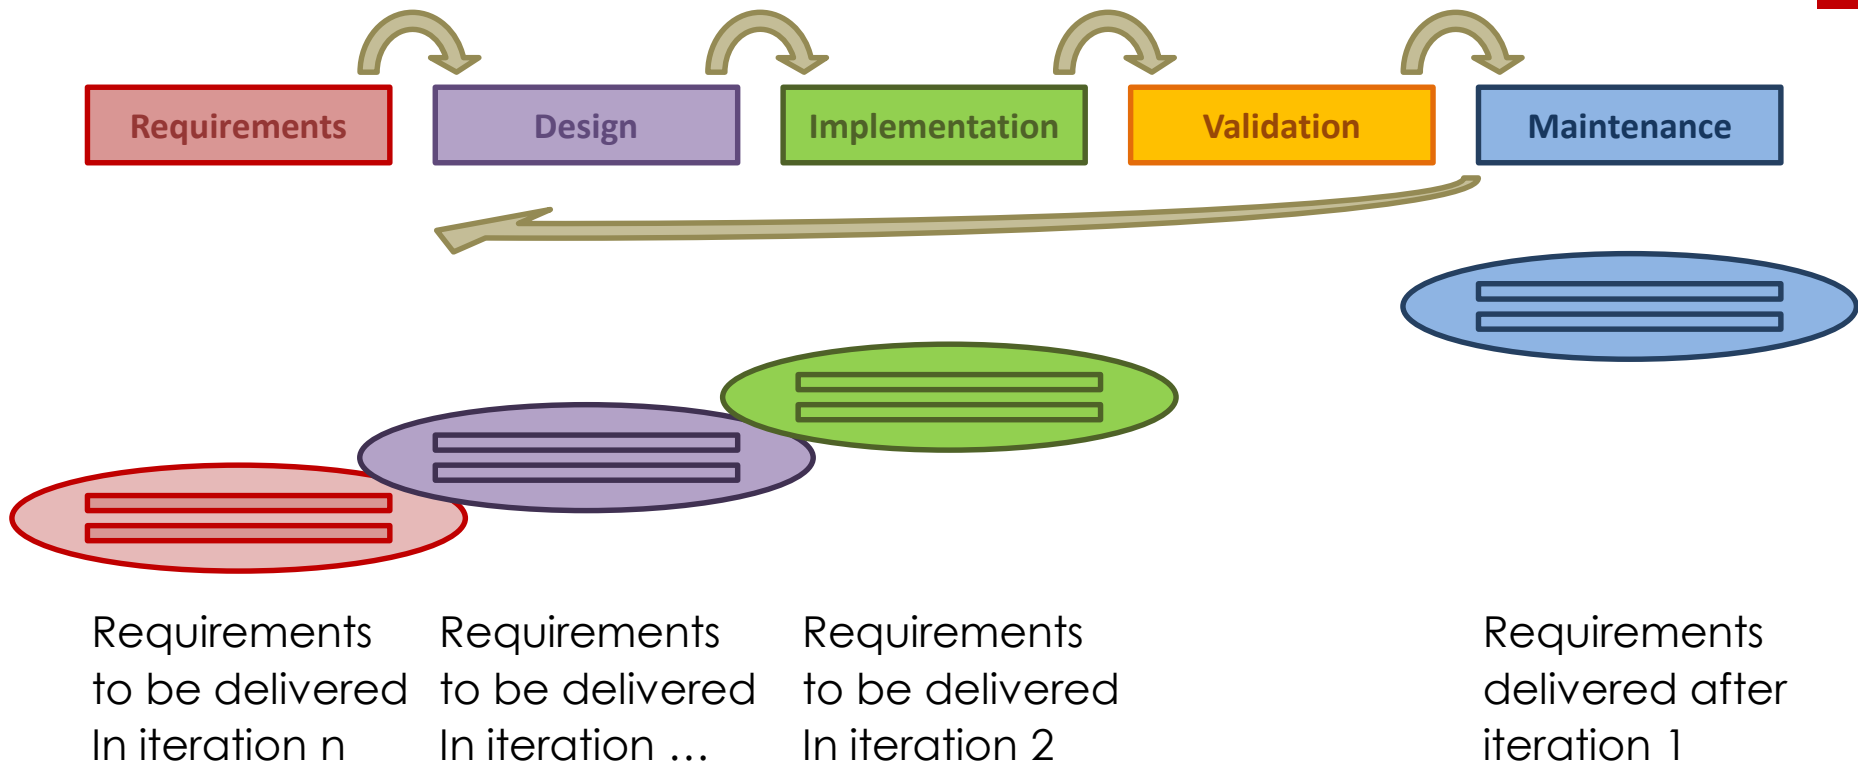 Requirements
Design
Implementation
Validation
Maintenance
Requirements
to be delivered
In iteration n
Requirements
to be delivered
In iteration ...
Requirements
to be delivered
In iteration 2
Requirements
delivered after
iteration 1